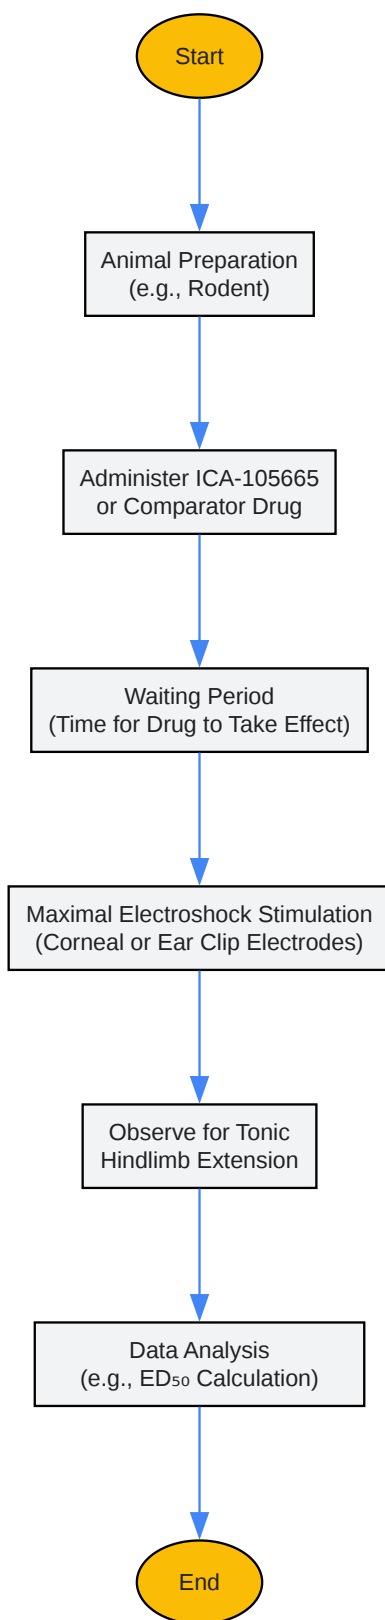 Start
Animal Preparation
(e.g., Rodent)
Administer ICA-105665
or Comparator Drug
Waiting Period
(Time for Drug to Take Effect)
Maximal Electroshock Stimulation
(Corneal or Ear Clip Electrodes)
Observe for Tonic
Hindlimb Extension
Data Analysis
(e.g., ED₅₀ Calculation)
End